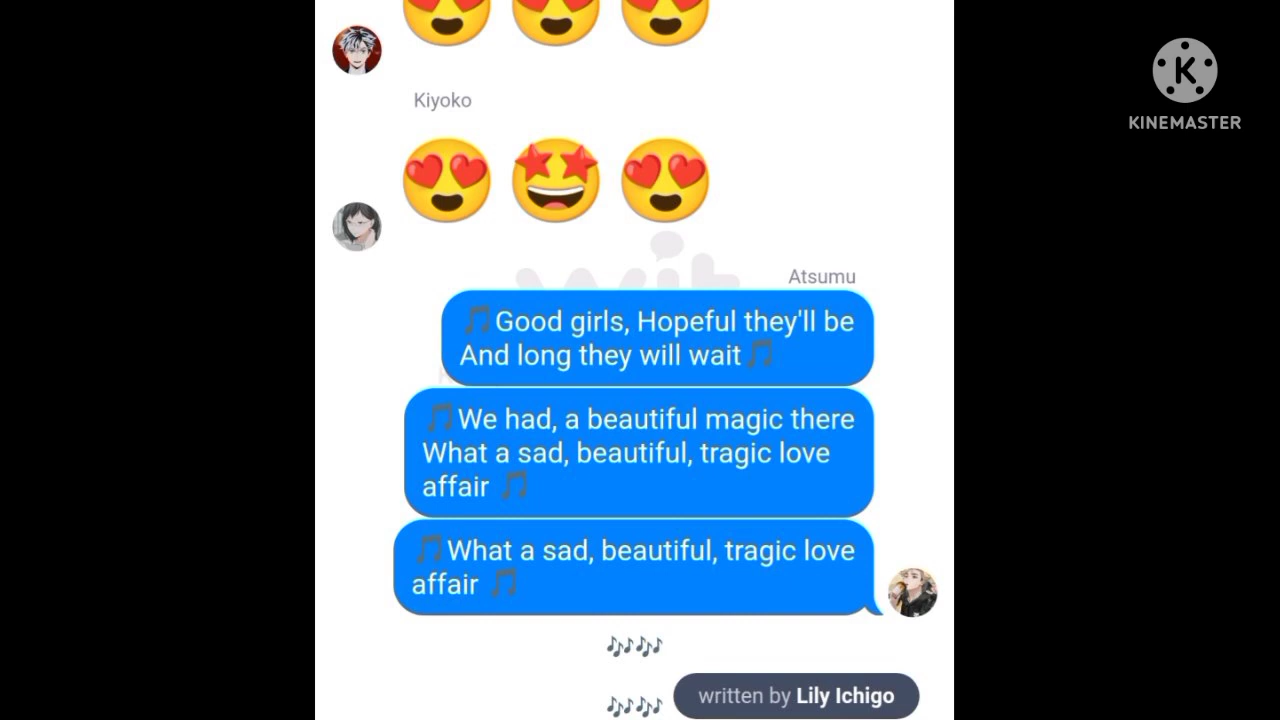 KINEMASTER
Kiyoko
Atsumu
🎵Good girls, Hopeful they'll be
And long they will wait🎵
🎵We had, a beautiful magic there
What a sad, beautiful, tragic love
affair 🎵
🎵What a sad, beautiful, tragic love
affair 🎵
🎶🎶
🎶🎶
written by Lily Ichigo